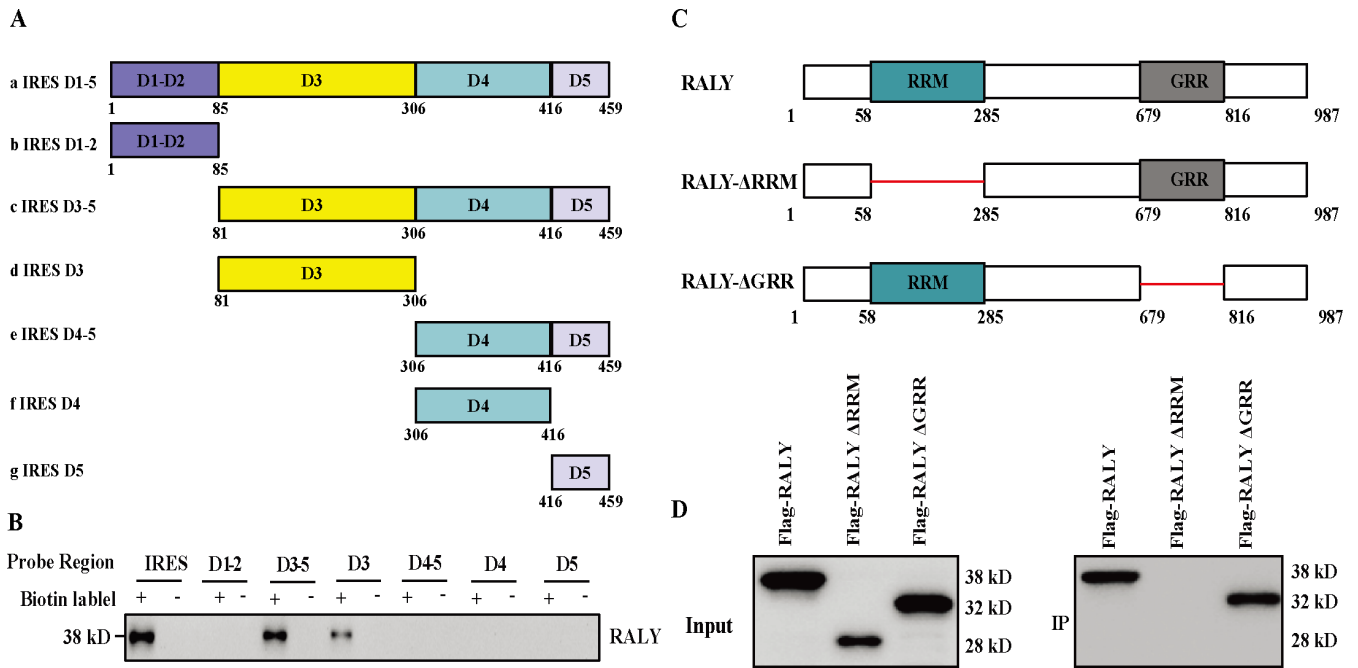 A
a IRES D1-5
D1-D2 D3 D4 D5
1 85 306 416 459
b IRES D1-2
D1-D2
1 85
c IRES D3-5
D3 D4 D5
81 306 416 459
d IRES D3
D3
81 306
e IRES D4-5
D4 D5
306 416 459
f IRES D4
D4
306 416
g IRES D5
D5
416 459
B
Probe Region IRES D1-2 D3-5 D3 D4-5 D4 D5
Biotin lablel + - + - + - + - + - + - + -
38 kD RALY
C
RALY
RRM GRR
1 58 285 679 816 987
RALY-ΔRRM
GRR
1 58 285 679 816 987
RALY-ΔGRR
RRM
1 58 285 679 816 987
D
Flag-RALY
Flag-RALY ΔRRM
Flag-RALY ΔGRR
Input
38 kD
32 kD
28 kD
Flag-RALY
Flag-RALY ΔRRM
Flag-RALY ΔGRR
IP
38 kD
32 kD
28 kD